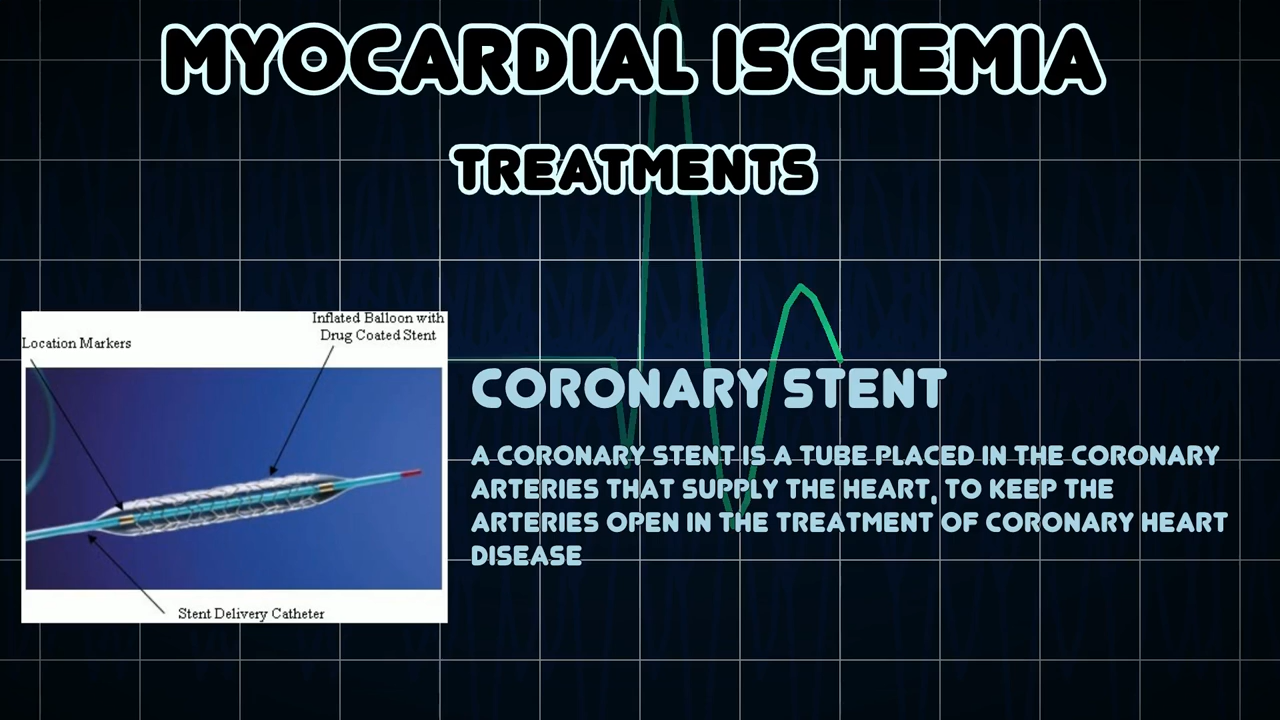 MYOCARDIAL ISCHEMIA
TREATMENTS
Inflated Balloon with
Drug Coated Stent
Location Markers
Stent Delivery Catheter
CORONARY STENT
A CORONARY STENT IS A TUBE PLACED IN THE CORONARY
ARTERIES THAT SUPPLY THE HEART, TO KEEP THE
ARTERIES OPEN IN THE TREATMENT OF CORONARY HEART
DISEASE